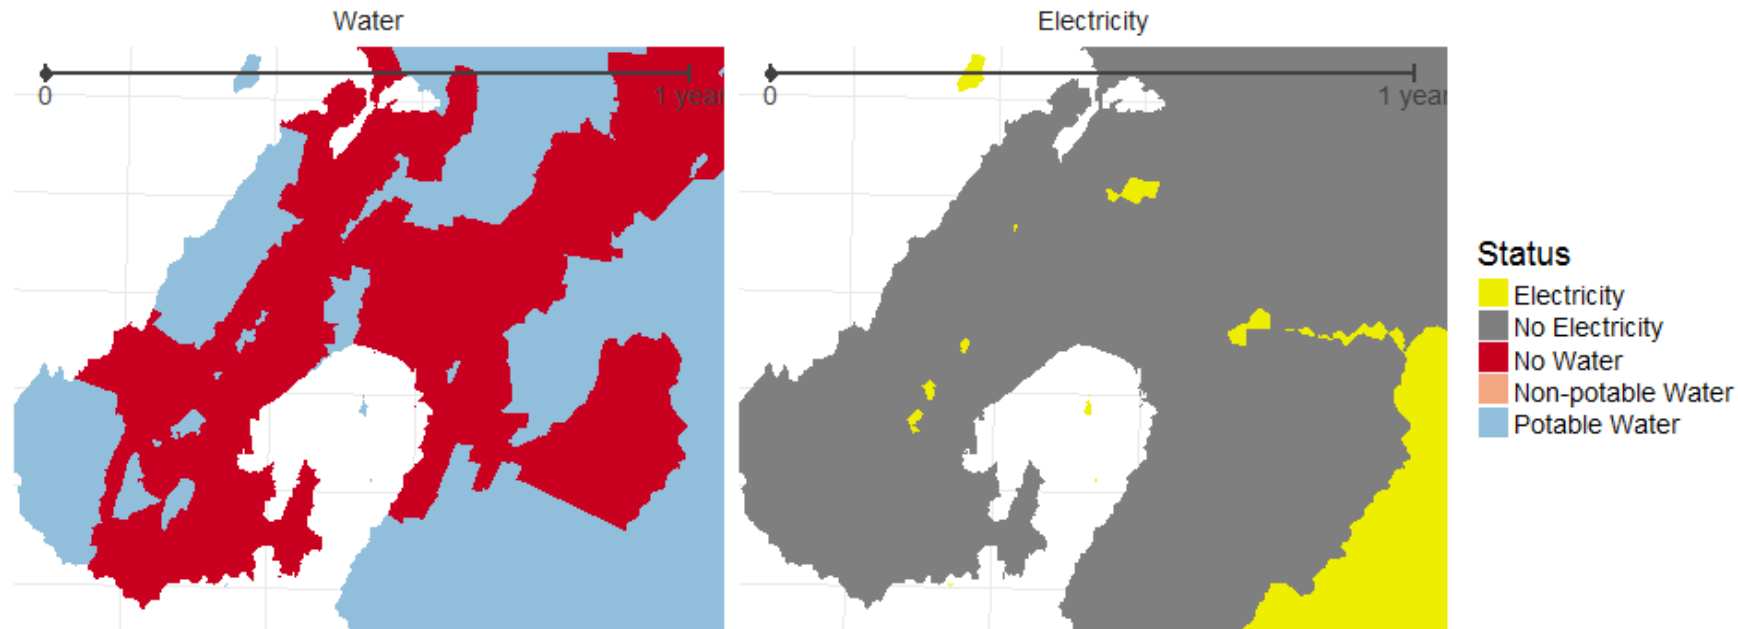 Water
Electricity
0
1 year
0
1 year
Status
Electricity
No Electricity
No Water
Non-potable Water
Potable Water